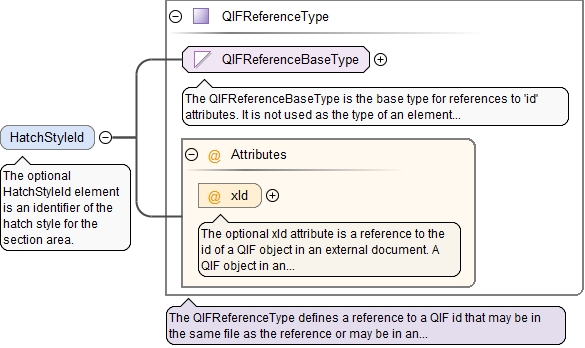 QIFReferenceType
QIFReferenceBaseType
The QIFReferenceBaseType is the base type for references to 'id'
attributes. It is not used as the type of an element...
HatchStyleId
The optional
HatchStyleId element
is an identifier of the
hatch style for the
section area.
@ Attributes
@ xId
The optional xId attribute is a reference to the
id of a QIF object in an external document. A
QIF object in an...
The QIFReferenceType defines a reference to a QIF id that may be in
the same file as the reference or may be in an...